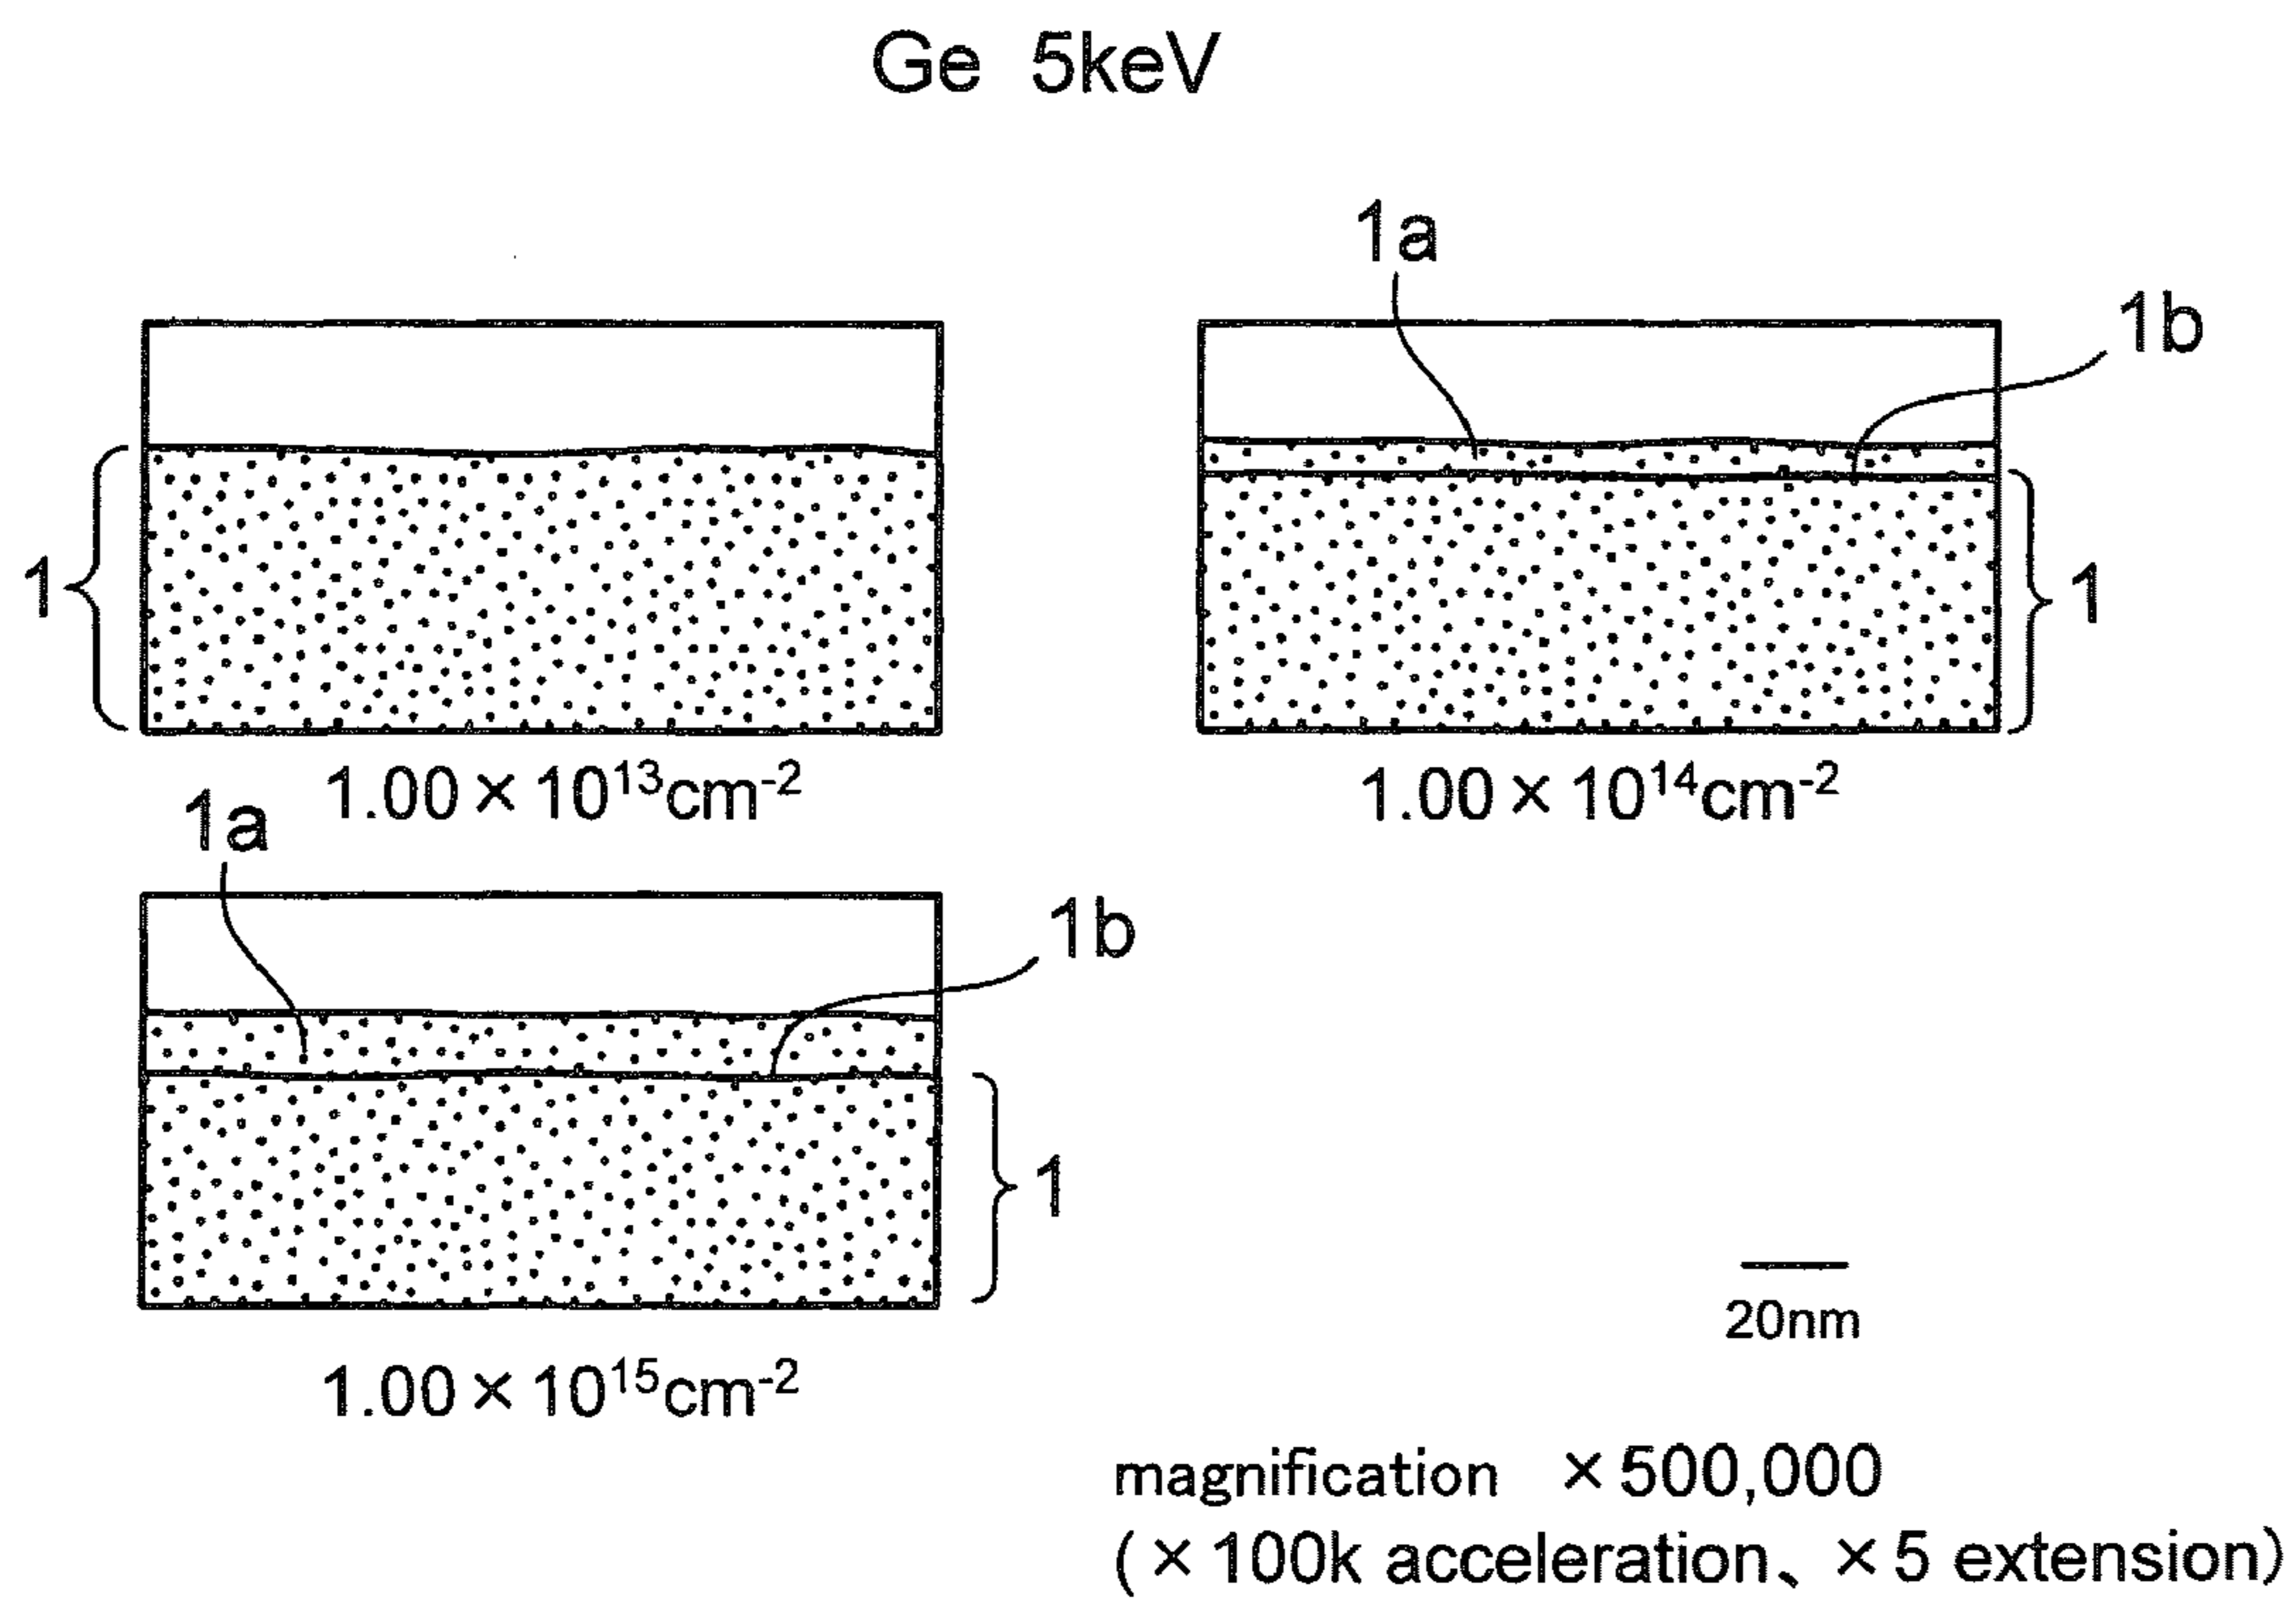 Ge 5keV
1a
1b
1
1
1.00×10¹³cm⁻²
1.00×10¹⁴cm⁻²
1a
1b
1
20nm
1.00×10¹⁵cm⁻²
magnification ×500,000
(×100k acceleration、×5 extension)